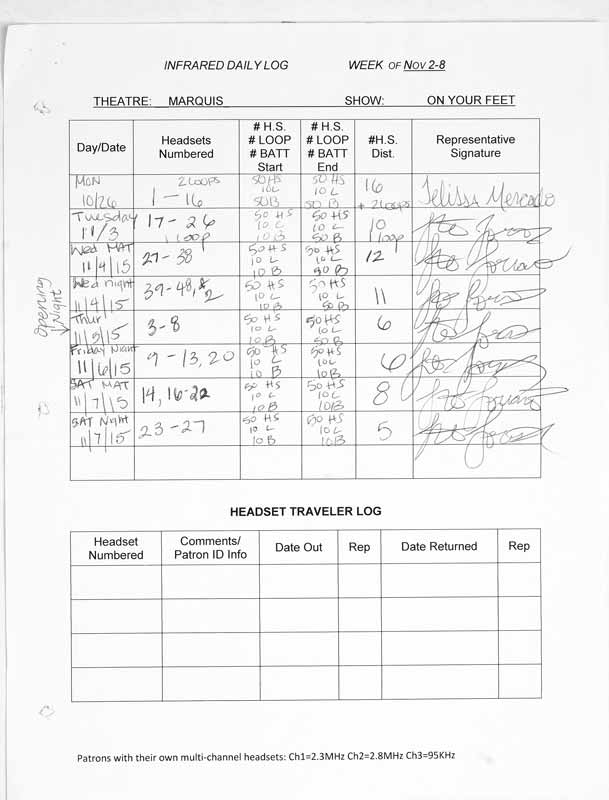 INFRARED DAILY LOG WEEK OF NOV 2-8
THEATRE: MARQUIS SHOW: ON YOUR FEET
Day/Date Headsets Numbered # H.S. # LOOP # BATT Start # H.S. # LOOP # BATT End #H.S. Dist. Representative Signature
MON 10/26 2 LOOPS 1 - 16 50 HS 10 L 50 B 50 HS 10 L 50 B 16 + 2 loops Jelissa Mercado
Tuesday 11/3 17 - 26 1 loop 50 HS 10 L 10 B 50 HS 10 L 50 B 10 1 loop
Wed MAT 11/4/15 27 - 38 50 HS 10 L 10 B 50 HS 10 L 50 B 12
Wed night 11/4/15 39 - 48, 2 50 HS 10 L 10 B 50 HS 10 L 50 B 11
opening Night
Thur 11/5/15 3 - 8 50 HS 10 L 10 B 50 HS 10 L 50 B 6
Friday Night 11/6/15 9 - 13, 20 50 HS 10 L 10 B 50 HS 10 L 10 B 6
SAT MAT 11/7/15 14, 16-22 50 HS 10 L 10 B 50 HS 10 L 10 B 8
SAT Night 11/7/15 23 - 27 50 HS 10 L 10 B 50 HS 10 L 10 B 5
HEADSET TRAVELER LOG
Headset Numbered Comments/ Patron ID Info Date Out Rep Date Returned Rep
Patrons with their own multi-channel headsets: Ch1=2.3MHz Ch2=2.8MHz Ch3=95KHz